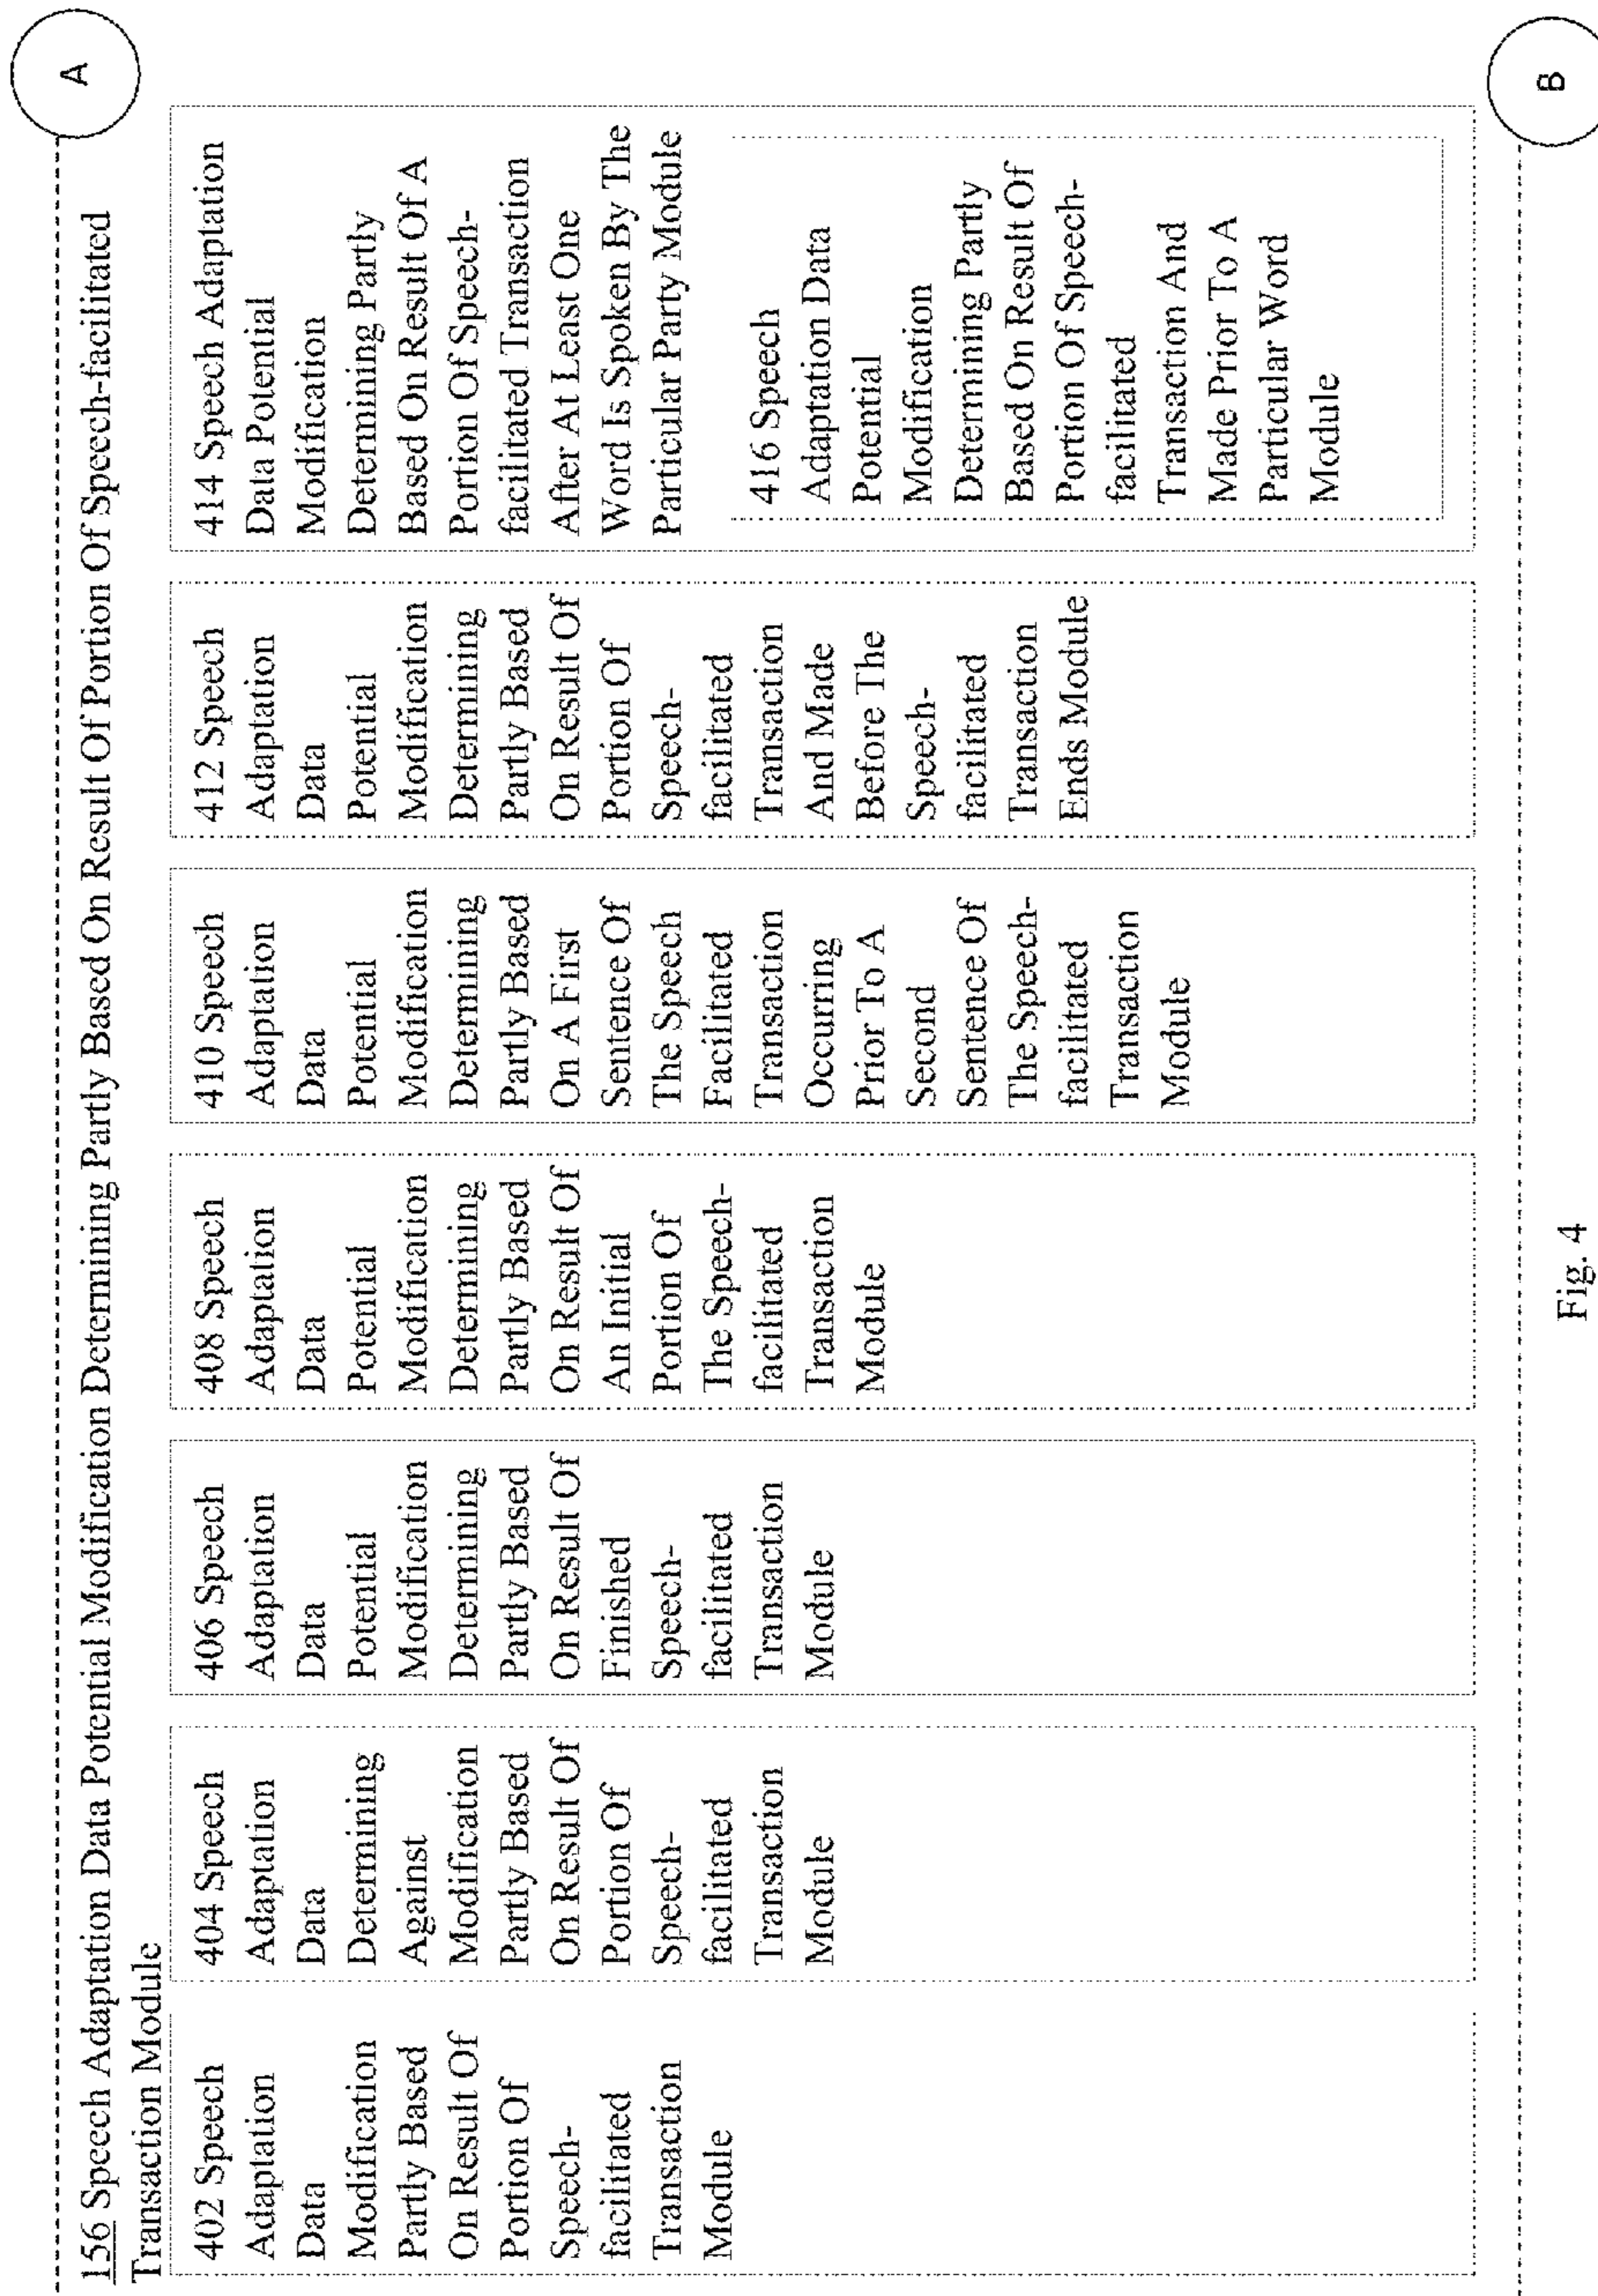 156 Speech Adaptation Data Potential Modification Determining Partly Based On Result Of Portion Of Speech-facilitated
Transaction Module
A
402 Speech
Adaptation
Data
Modification
Partly Based
On Result Of
Portion Of
Speech-
facilitated
Transaction
Module
404 Speech
Adaptation
Data
Determining
Against
Modification
Partly Based
On Result Of
Portion Of
Speech-
facilitated
Transaction
Module
406 Speech
Adaptation
Data
Potential
Modification
Determining
Partly Based
On Result Of
Finished
Speech-
facilitated
Transaction
Module
408 Speech
Adaptation
Data
Potential
Modification
Determining
Partly Based
On Result Of
An Initial
Portion Of
The Speech-
facilitated
Transaction
Module
410 Speech
Adaptation
Data
Potential
Modification
Determining
Partly Based
On A First
Sentence Of
The Speech
Facilitated
Transaction
Occurring
Prior To A
Second
Sentence Of
The Speech-
facilitated
Transaction
Module
412 Speech
Adaptation
Data
Potential
Modification
Determining
Partly Based
On Result Of
Portion Of
Speech-
facilitated
Transaction
And Made
Before The
Speech-
facilitated
Transaction
Ends Module
414 Speech Adaptation
Data Potential
Modification
Determining Partly
Based On Result Of A
Portion Of Speech-
facilitated Transaction
After At Least One
Word Is Spoken By The
Particular Party Module
416 Speech
Adaptation Data
Potential
Modification
Determining Partly
Based On Result Of
Portion Of Speech-
facilitated
Transaction And
Made Prior To A
Particular Word
Module
B
Fig. 4